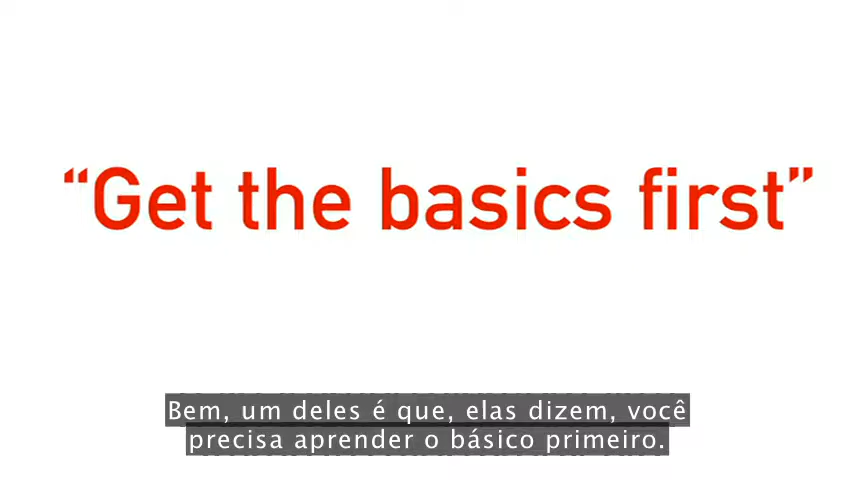 “Get the basics first”
Bem, um deles é que, elas dizem, você
precisa aprender o básico primeiro.